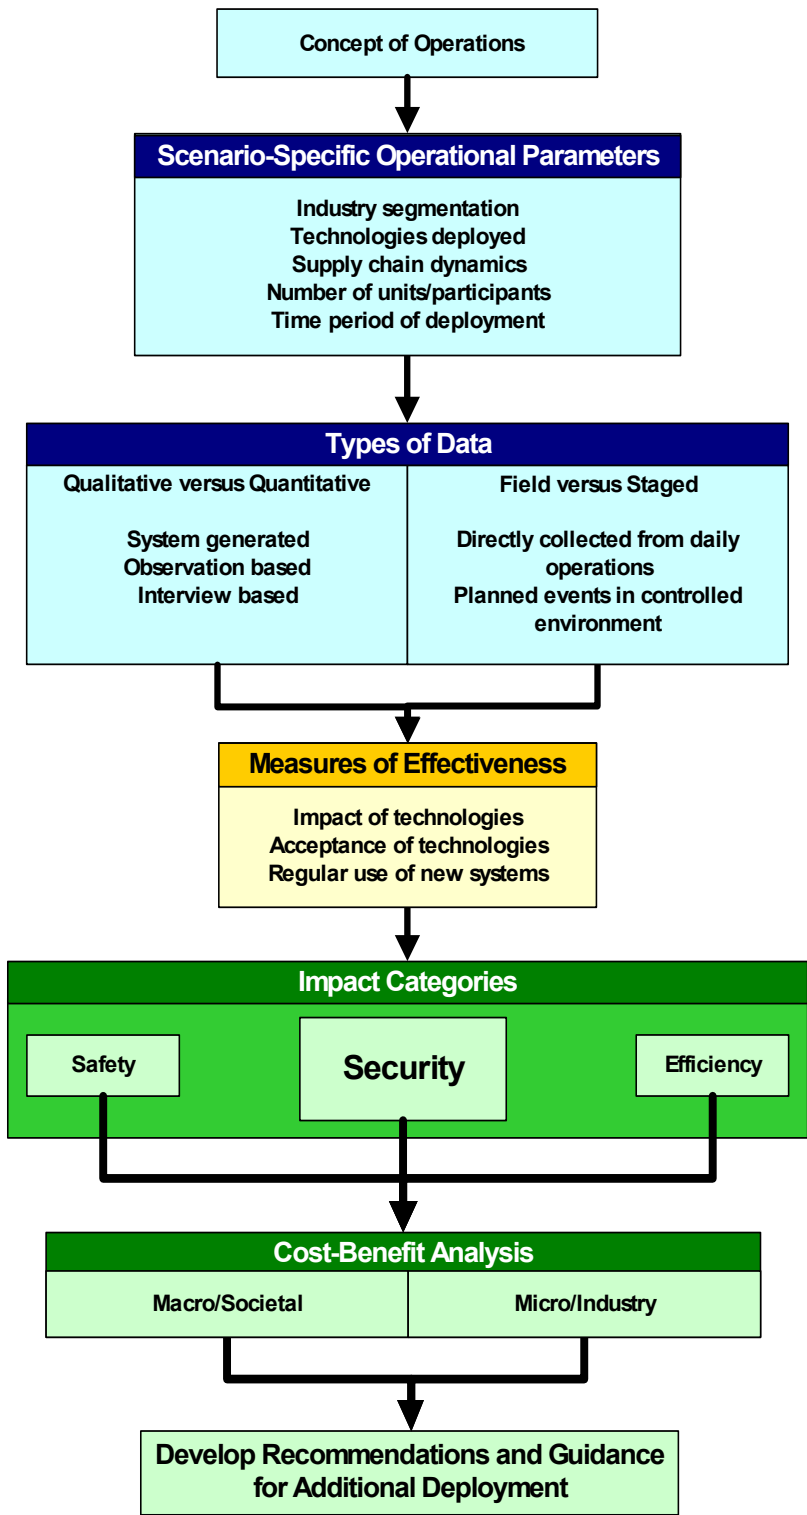 Concept of Operations
Scenario-Specific Operational Parameters
Industry segmentation
Technologies deployed
Supply chain dynamics
Number of units/participants
Time period of deployment
Types of Data
Qualitative versus Quantitative
System generated
Observation based
Interview based
Field versus Staged
Directly collected from daily
operations
Planned events in controlled
environment
Measures of Effectiveness
Impact of technologies
Acceptance of technologies
Regular use of new systems
Impact Categories
Safety
Security
Efficiency
Cost-Benefit Analysis
Macro/Societal
Micro/Industry
Develop Recommendations and Guidance
for Additional Deployment